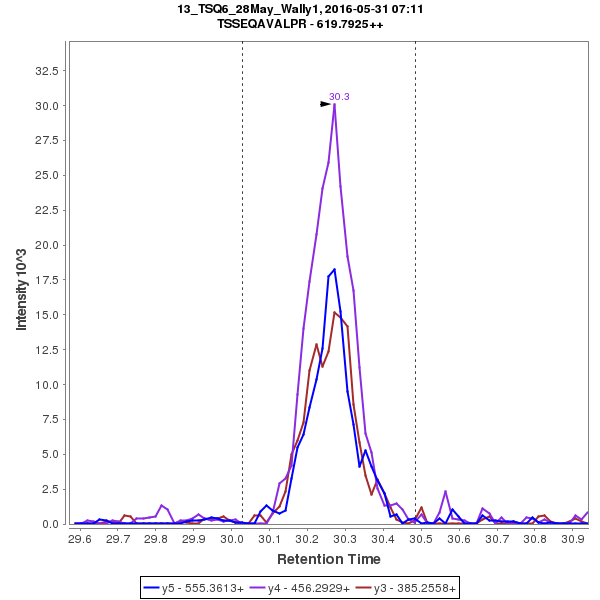 13_TSQ6_28May_Wally1, 2016-05-31 07:11
TSSEQAVALPR - 619.7925++
30.3
Intensity 10^3
32.5
30.0
27.5
25.0
22.5
20.0
17.5
15.0
12.5
10.0
7.5
5.0
2.5
0.0
29.6 29.7 29.8 29.9 30.0 30.1 30.2 30.3 30.4 30.5 30.6 30.7 30.8 30.9
Retention Time
y5 - 555.3613+ y4 - 456.2929+ y3 - 385.2558+